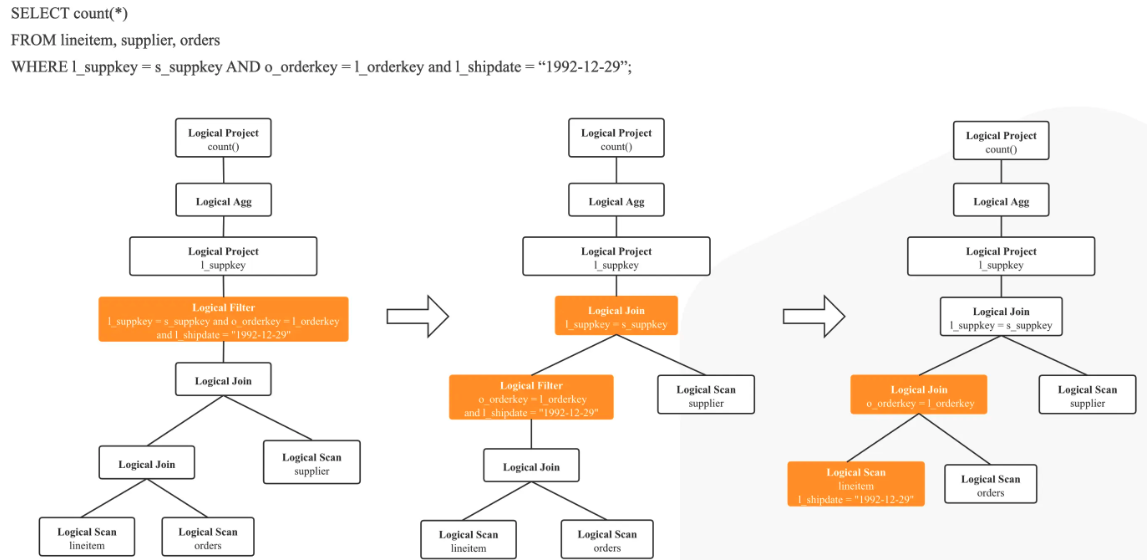 SELECT count(*)
FROM lineitem, supplier, orders
WHERE l_suppkey = s_suppkey AND o_orderkey = l_orderkey and l_shipdate = “1992-12-29”;
Logical Project
count()
Logical Agg
Logical Project
l_suppkey
Logical Filter
l_suppkey = s_suppkey and o_orderkey = l_orderkey
and l_shipdate = "1992-12-29"
Logical Join
Logical Join
Logical Scan
supplier
Logical Scan
lineitem
Logical Scan
orders
Logical Project
count()
Logical Agg
Logical Project
l_suppkey
Logical Join
l_suppkey = s_suppkey
Logical Filter
o_orderkey = l_orderkey
and l_shipdate = "1992-12-29"
Logical Scan
supplier
Logical Join
Logical Scan
lineitem
Logical Scan
orders
Logical Project
count()
Logical Agg
Logical Project
l_suppkey
Logical Join
l_suppkey = s_suppkey
Logical Join
o_orderkey = l_orderkey
Logical Scan
supplier
Logical Scan
lineitem
l_shipdate = "1992-12-29"
Logical Scan
orders